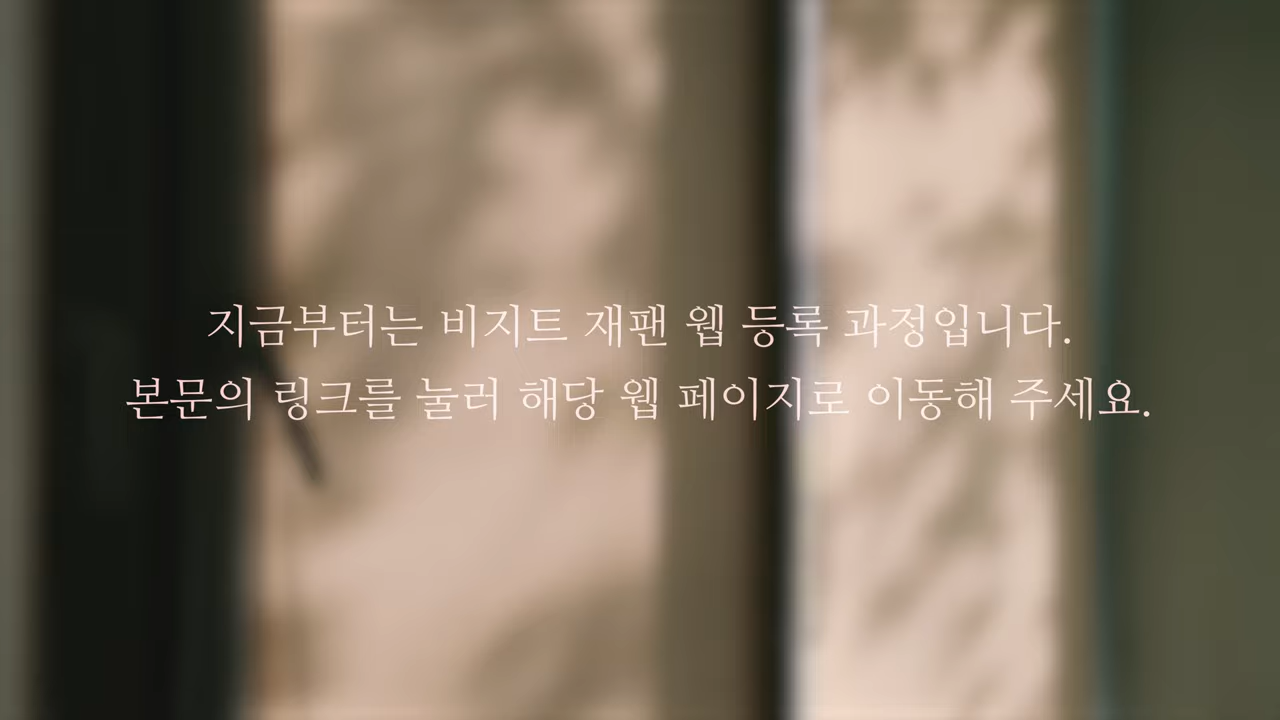 지금부터는 비지트 재팬 웹 등록 과정입니다.
본문의 링크를 눌러 해당 웹 페이지로 이동해 주세요.